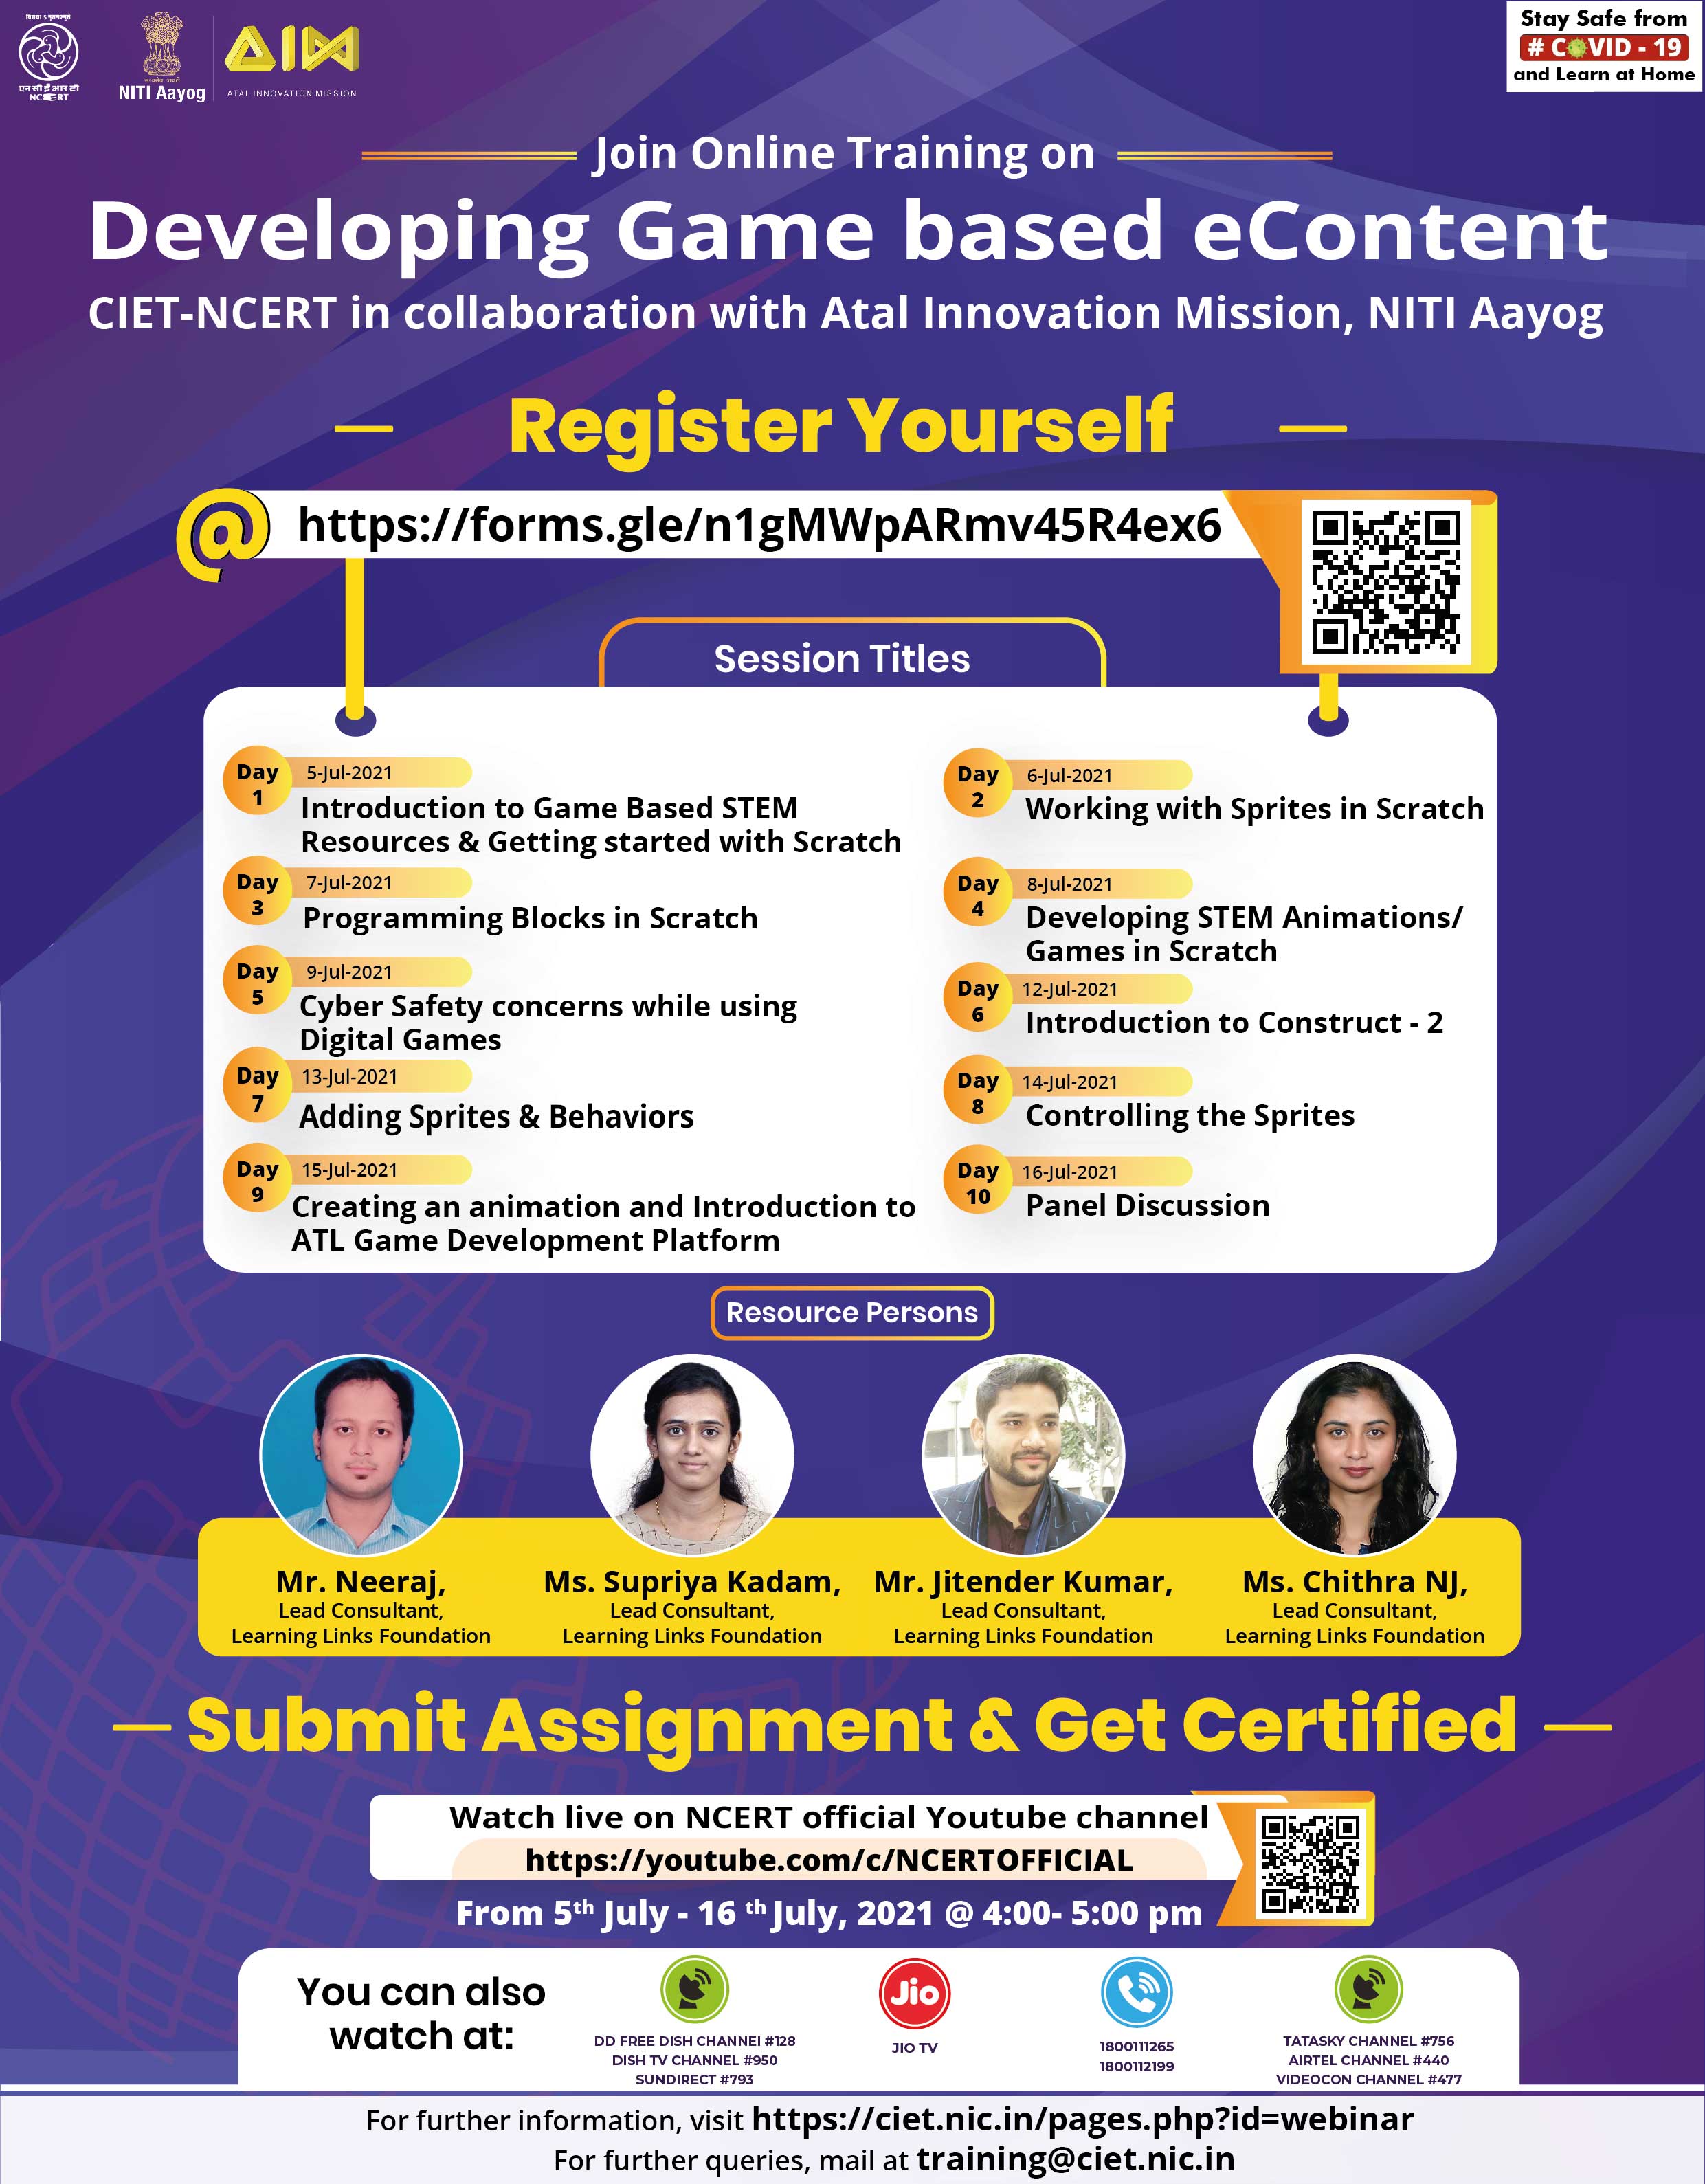 विद्यया ऽ मृतमश्नुते
एन सी ई आर टी
NCERT
सत्यमेव जयते
NITI Aayog
AIM
ATAL INNOVATION MISSION
Stay Safe from
# COVID - 19
and Learn at Home
Join Online Training on
Developing Game based eContent
CIET-NCERT in collaboration with Atal Innovation Mission, NITI Aayog
Register Yourself
@ https://forms.gle/n1gMWpARmv45R4ex6
Session Titles
Day 1
5-Jul-2021
Introduction to Game Based STEM
Resources & Getting started with Scratch
Day 2
6-Jul-2021
Working with Sprites in Scratch
Day 3
7-Jul-2021
Programming Blocks in Scratch
Day 4
8-Jul-2021
Developing STEM Animations/
Games in Scratch
Day 5
9-Jul-2021
Cyber Safety concerns while using
Digital Games
Day 6
12-Jul-2021
Introduction to Construct - 2
Day 7
13-Jul-2021
Adding Sprites & Behaviors
Day 8
14-Jul-2021
Controlling the Sprites
Day 9
15-Jul-2021
Creating an animation and Introduction to
ATL Game Development Platform
Day 10
16-Jul-2021
Panel Discussion
Resource Persons
Mr. Neeraj,
Lead Consultant,
Learning Links Foundation
Ms. Supriya Kadam,
Lead Consultant,
Learning Links Foundation
Mr. Jitender Kumar,
Lead Consultant,
Learning Links Foundation
Ms. Chithra NJ,
Lead Consultant,
Learning Links Foundation
Submit Assignment & Get Certified
Watch live on NCERT official Youtube channel
https://youtube.com/c/NCERTOFFICIAL
From 5th July - 16 th July, 2021 @ 4:00- 5:00 pm
You can also
watch at:
DD FREE DISH CHANNEl #128
DISH TV CHANNEL #950
SUNDIRECT #793
Jio
JIO TV
1800111265
1800112199
TATASKY CHANNEL #756
AIRTEL CHANNEL #440
VIDEOCON CHANNEL #477
For further information, visit https://ciet.nic.in/pages.php?id=webinar
For further queries, mail at training@ciet.nic.in